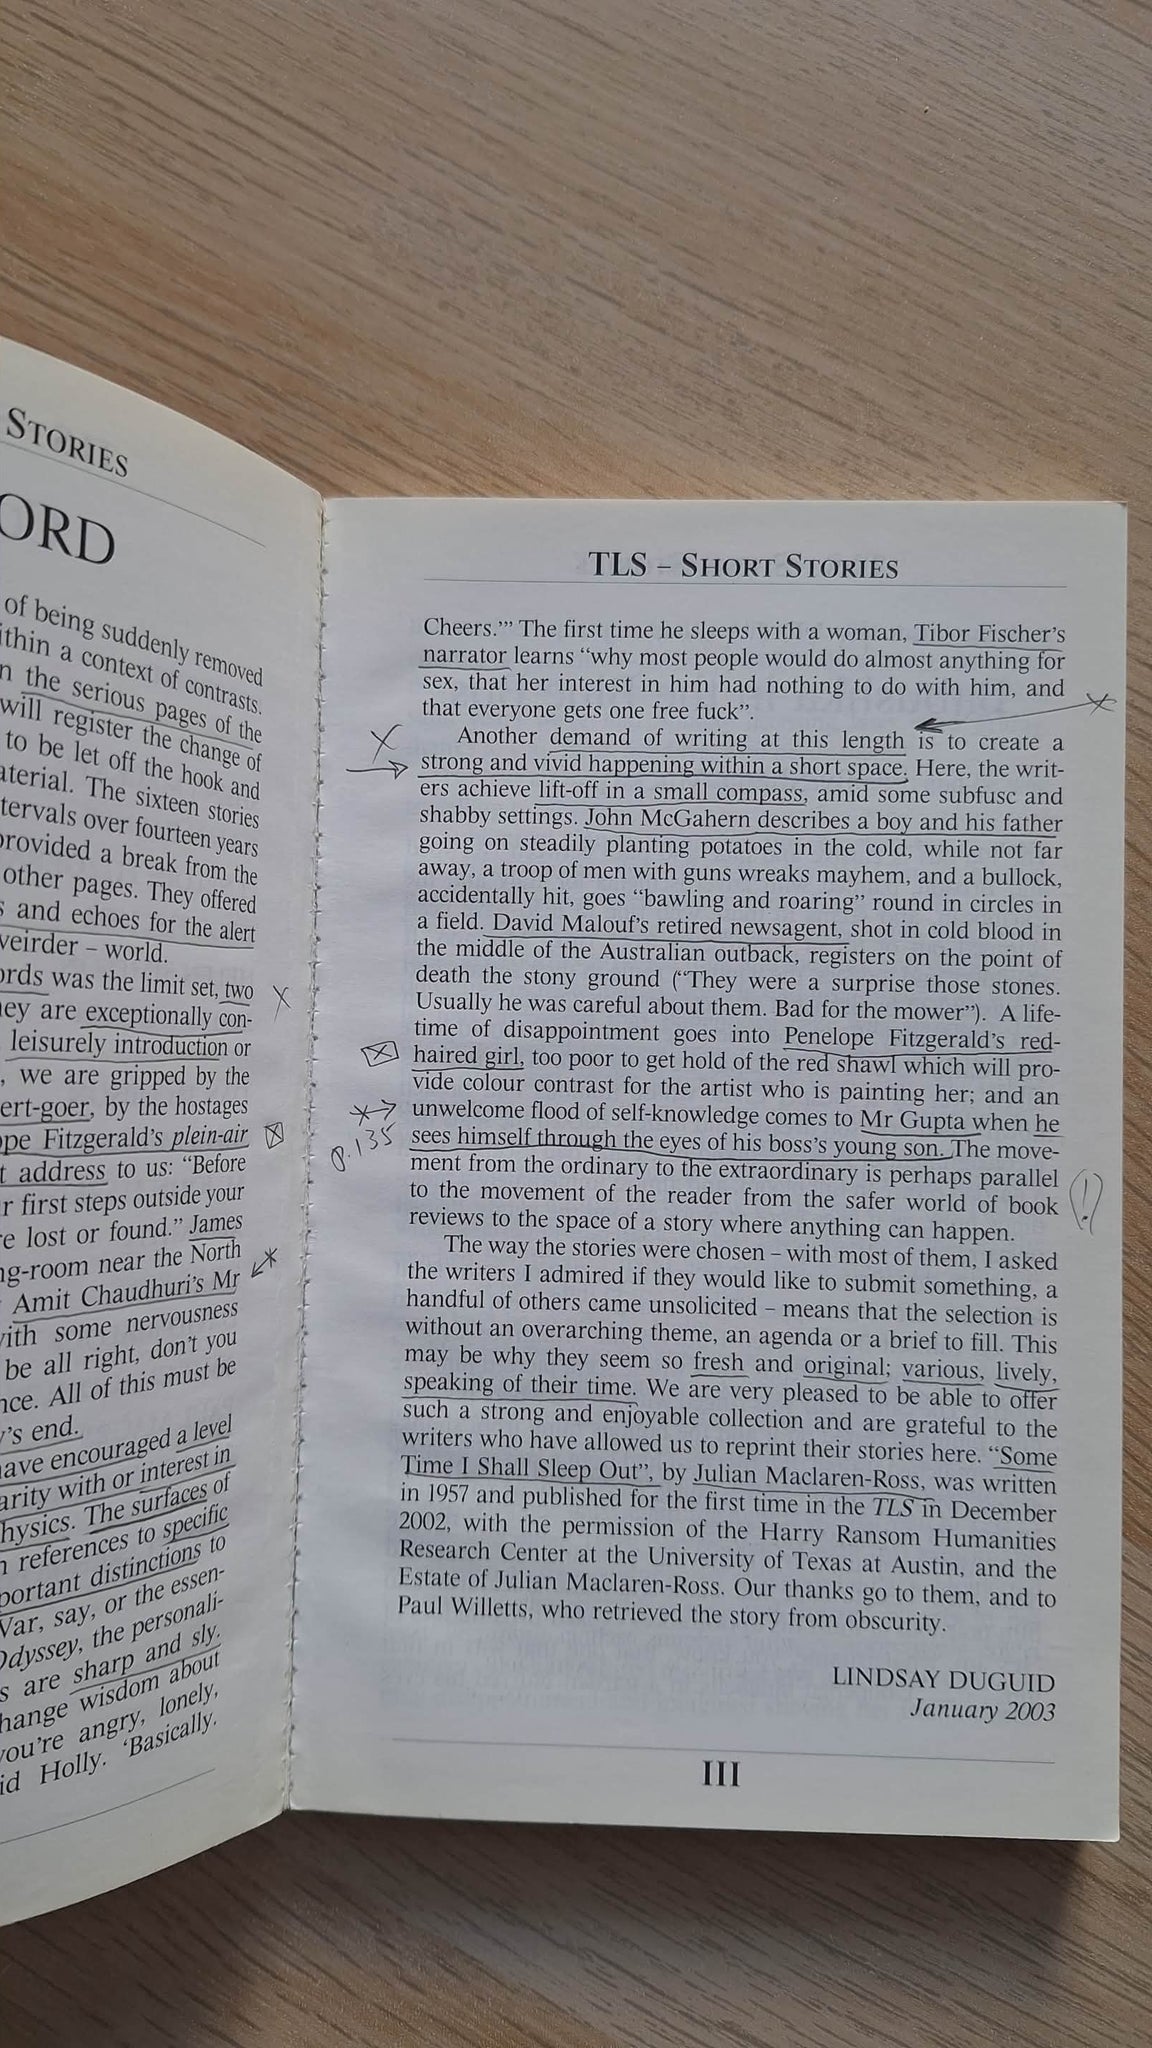 STORIES
ORD
of being suddenly removed
ithin a context of contrasts.
n the serious pages of the
will register the change of
to be let off the hook and
aterial. The sixteen stories
tervals over fourteen years
provided a break from the
other pages. They offered
s and echoes for the alert
weirder – world.
ords was the limit set, two
ey are exceptionally con-
leisurely introduction or
, we are gripped by the
ert-goer, by the hostages
ope Fitzgerald's plein-air
t address to us: “Before
r first steps outside your
re lost or found.” James
ng-room near the North
Amit Chaudhuri's Mr
with some nervousness
be all right, don't you
nce. All of this must be
y's end.
ave encouraged a level
arity with or interest in
hysics. The surfaces of
n references to specific
portant distinctions to
War, say, or the essen-
Odyssey, the personali-
s are sharp and sly.
hange wisdom about
you're angry, lonely,
id Holly. ‘Basically.
TLS – SHORT STORIES
Cheers.’” The first time he sleeps with a woman, Tibor Fischer's
narrator learns “why most people would do almost anything for
sex, that her interest in him had nothing to do with him, and
that everyone gets one free fuck”.
Another demand of writing at this length is to create a
strong and vivid happening within a short space. Here, the writ-
ers achieve lift-off in a small compass, amid some subfusc and
shabby settings. John McGahern describes a boy and his father
going on steadily planting potatoes in the cold, while not far
away, a troop of men with guns wreaks mayhem, and a bullock,
accidentally hit, goes “bawling and roaring” round in circles in
a field. David Malouf's retired newsagent, shot in cold blood in
the middle of the Australian outback, registers on the point of
death the stony ground (“They were a surprise those stones.
Usually he was careful about them. Bad for the mower”). A life-
time of disappointment goes into Penelope Fitzgerald's red-
haired girl, too poor to get hold of the red shawl which will pro-
vide colour contrast for the artist who is painting her; and an
unwelcome flood of self-knowledge comes to Mr Gupta when he
p.135
sees himself through the eyes of his boss's young son. The move-
ment from the ordinary to the extraordinary is perhaps parallel
to the movement of the reader from the safer world of book
(!)
reviews to the space of a story where anything can happen.
The way the stories were chosen – with most of them, I asked
the writers I admired if they would like to submit something, a
handful of others came unsolicited – means that the selection is
without an overarching theme, an agenda or a brief to fill. This
may be why they seem so fresh and original; various, lively,
speaking of their time. We are very pleased to be able to offer
such a strong and enjoyable collection and are grateful to the
writers who have allowed us to reprint their stories here. “Some
Time I Shall Sleep Out”, by Julian Maclaren-Ross, was written
in 1957 and published for the first time in the TLS in December
2002, with the permission of the Harry Ransom Humanities
Research Center at the University of Texas at Austin, and the
Estate of Julian Maclaren-Ross. Our thanks go to them, and to
Paul Willetts, who retrieved the story from obscurity.
LINDSAY DUGUID
January 2003
III